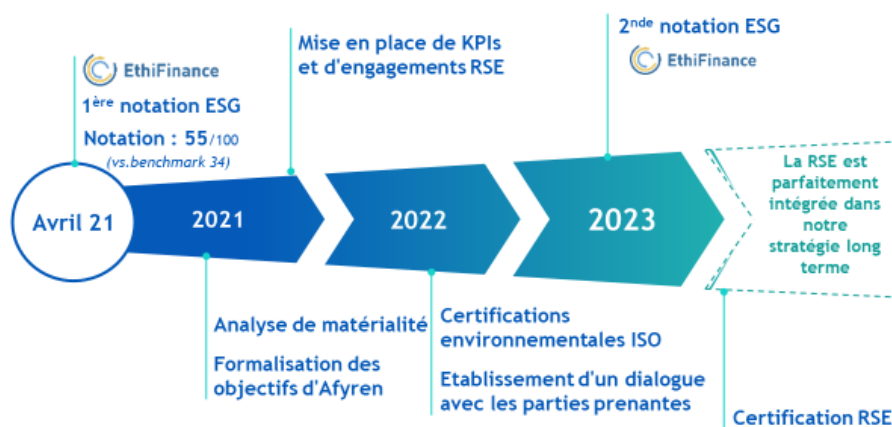 EthiFinance
1ère notation ESG
Notation : 55/100
(vs.benchmark 34)
Mise en place de KPIs
et d'engagements RSE
2nde notation ESG
EthiFinance
Avril 21
2021
2022
2023
La RSE est
parfaitement
intégrée dans
notre
stratégie long
terme
Analyse de matérialité
Formalisation des
objectifs d'Afyren
Certifications
environnementales ISO
Etablissement d'un dialogue
avec les parties prenantes
Certification RSE